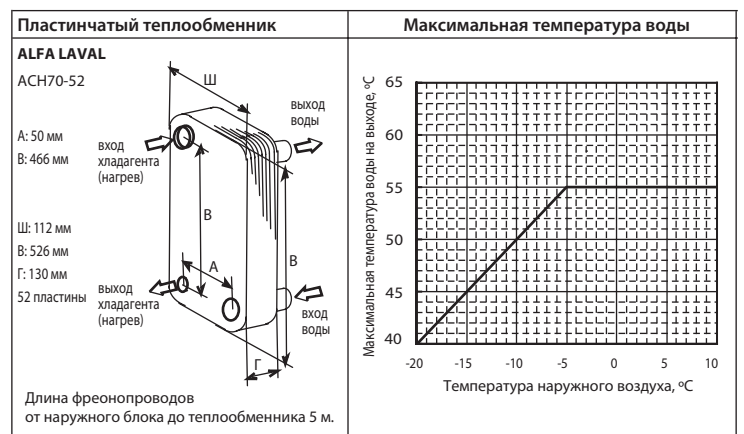 Пластинчатый теплообменник
Максимальная температура воды
ALFA LAVAL
ACH70-52
А: 50 мм
В: 466 мм
Ш: 112 мм
В: 526 мм
Г: 130 мм
52 пластины
Ш
выход
воды
вход
хладагента
(нагрев)
В
А
В
выход
хладагента
(нагрев)
вход
воды
Г
Длина фреонопроводов
от наружного блока до теплообменника 5 м.
Максимальная температура воды на выходе, ºС
65
60
55
50
45
40
-20 -15 -10 -5 0 5 10
Температура наружного воздуха, ºС